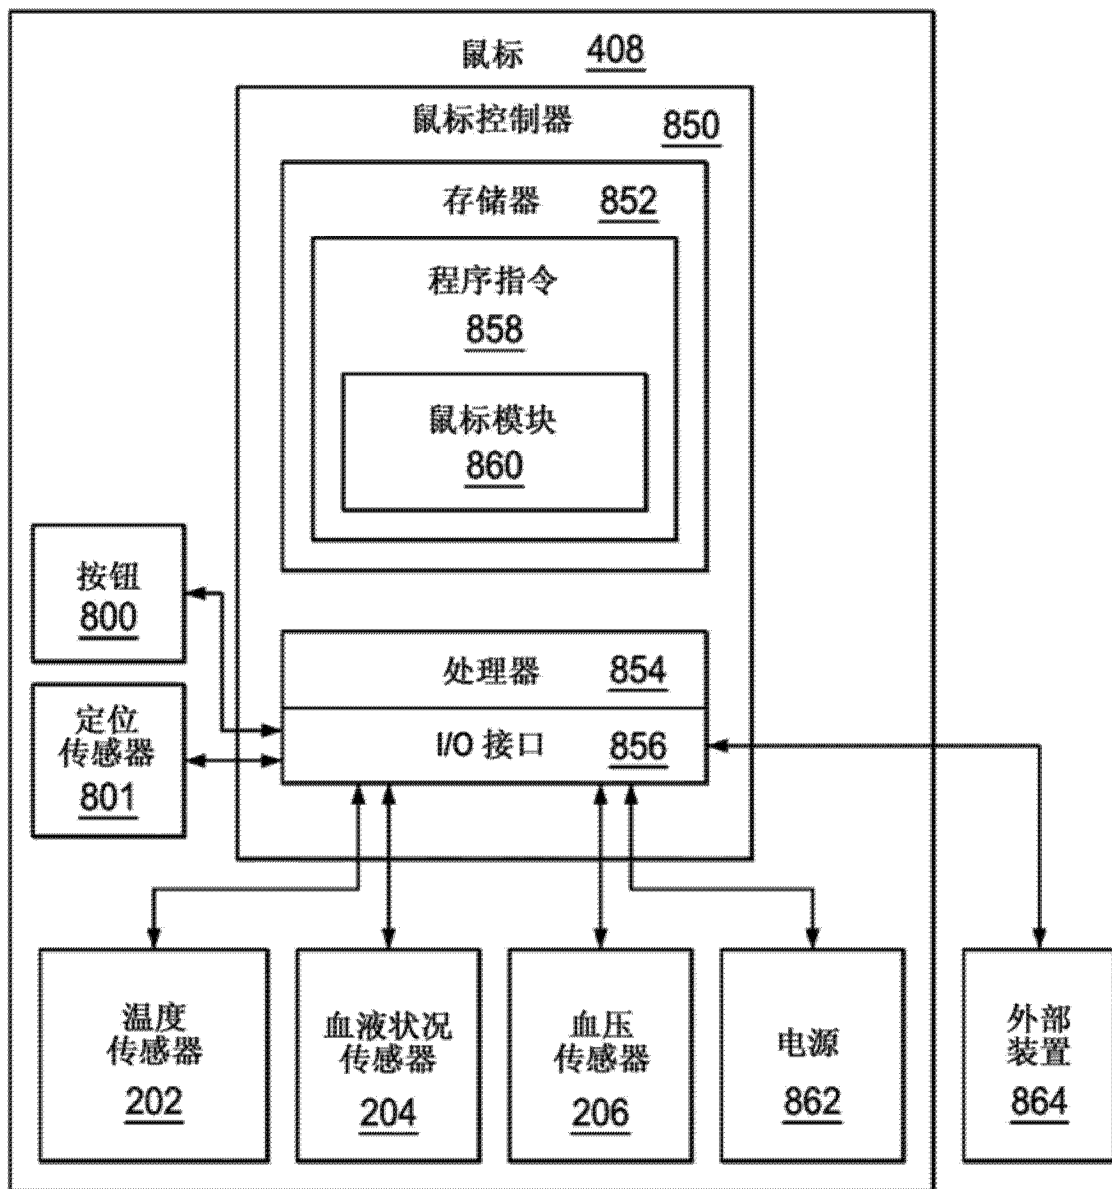 鼠标 408
鼠标控制器 850
存储器 852
程序指令
858
鼠标模块
860
按钮
800
定位
传感器
801
处理器 854
I/O 接口 856
温度
传感器
202
血液状况
传感器
204
血压
传感器
206
电源
862
外部
装置
864